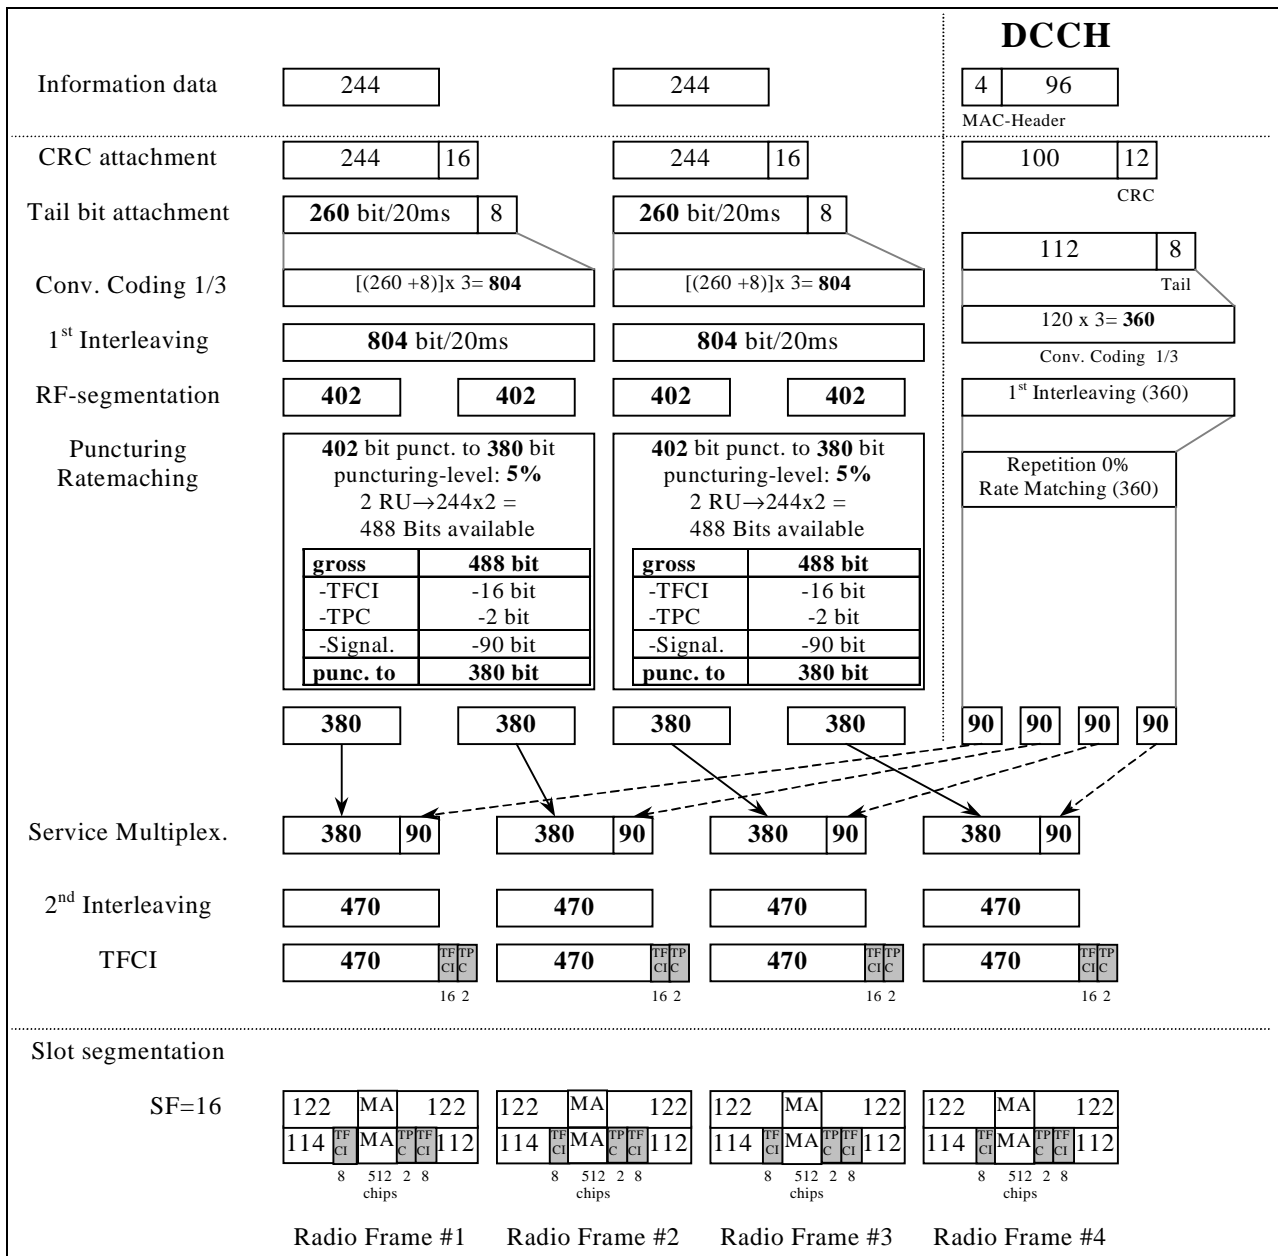 DCCH
Information data 244 244 4 96
MAC-Header
CRC attachment 244 16 244 16 100 12
CRC
Tail bit attachment 260 bit/20ms 8 260 bit/20ms 8
112 8
Tail
Conv. Coding 1/3 [(260 +8)]x 3= 804 [(260 +8)]x 3= 804
120 x 3= 360
Conv. Coding 1/3
1st Interleaving 804 bit/20ms 804 bit/20ms
RF-segmentation 402 402 402 402 1st Interleaving (360)
Puncturing
Ratemaching
402 bit punct. to 380 bit
puncturing-level: 5%
2 RU→244x2 =
488 Bits available
gross 488 bit
-TFCI -16 bit
-TPC -2 bit
-Signal. -90 bit
punc. to 380 bit
402 bit punct. to 380 bit
puncturing-level: 5%
2 RU→244x2 =
488 Bits available
gross 488 bit
-TFCI -16 bit
-TPC -2 bit
-Signal. -90 bit
punc. to 380 bit
Repetition 0%
Rate Matching (360)
380 380 380 380 90 90 90 90
Service Multiplex. 380 90 380 90 380 90 380 90
2nd Interleaving 470 470 470 470
TFCI 470 TF CI TP C 470 TF CI TP C 470 TF CI TP C 470 TF CI TP C
16 2 16 2 16 2 16 2
Slot segmentation
SF=16 122 MA 122 122 MA 122 122 MA 122 122 MA 122
114 TF CI MA TP C TF CI 112 114 TF CI MA TP C TF CI 112 114 TF CI MA TP C TF CI 112 114 TF CI MA TP C TF CI 112
8 512 2 8 8 512 2 8 8 512 2 8 8 512 2 8
chips chips chips chips
Radio Frame #1 Radio Frame #2 Radio Frame #3 Radio Frame #4